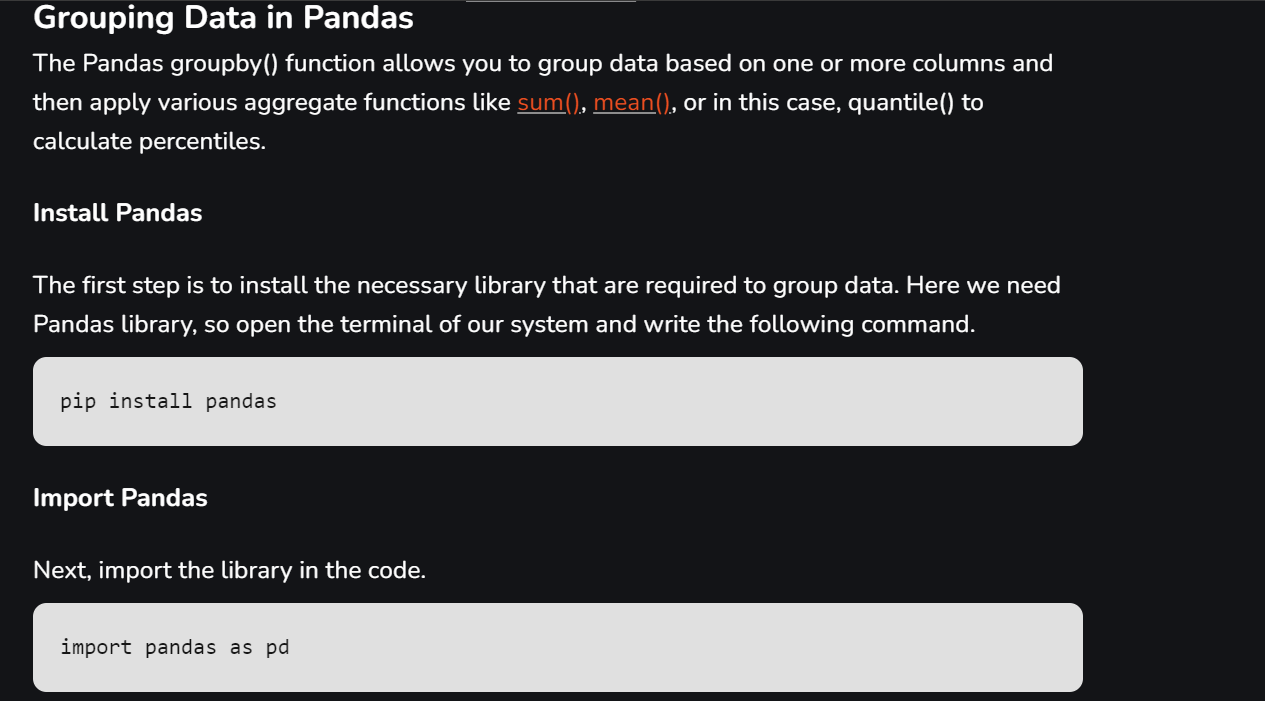 Grouping Data in Pandas
The Pandas groupby() function allows you to group data based on one or more columns and
then apply various aggregate functions like sum(), mean(), or in this case, quantile() to
calculate percentiles.
Install Pandas
The first step is to install the necessary library that are required to group data. Here we need
Pandas library, so open the terminal of our system and write the following command.
pip install pandas
Import Pandas
Next, import the library in the code.
import pandas as pd